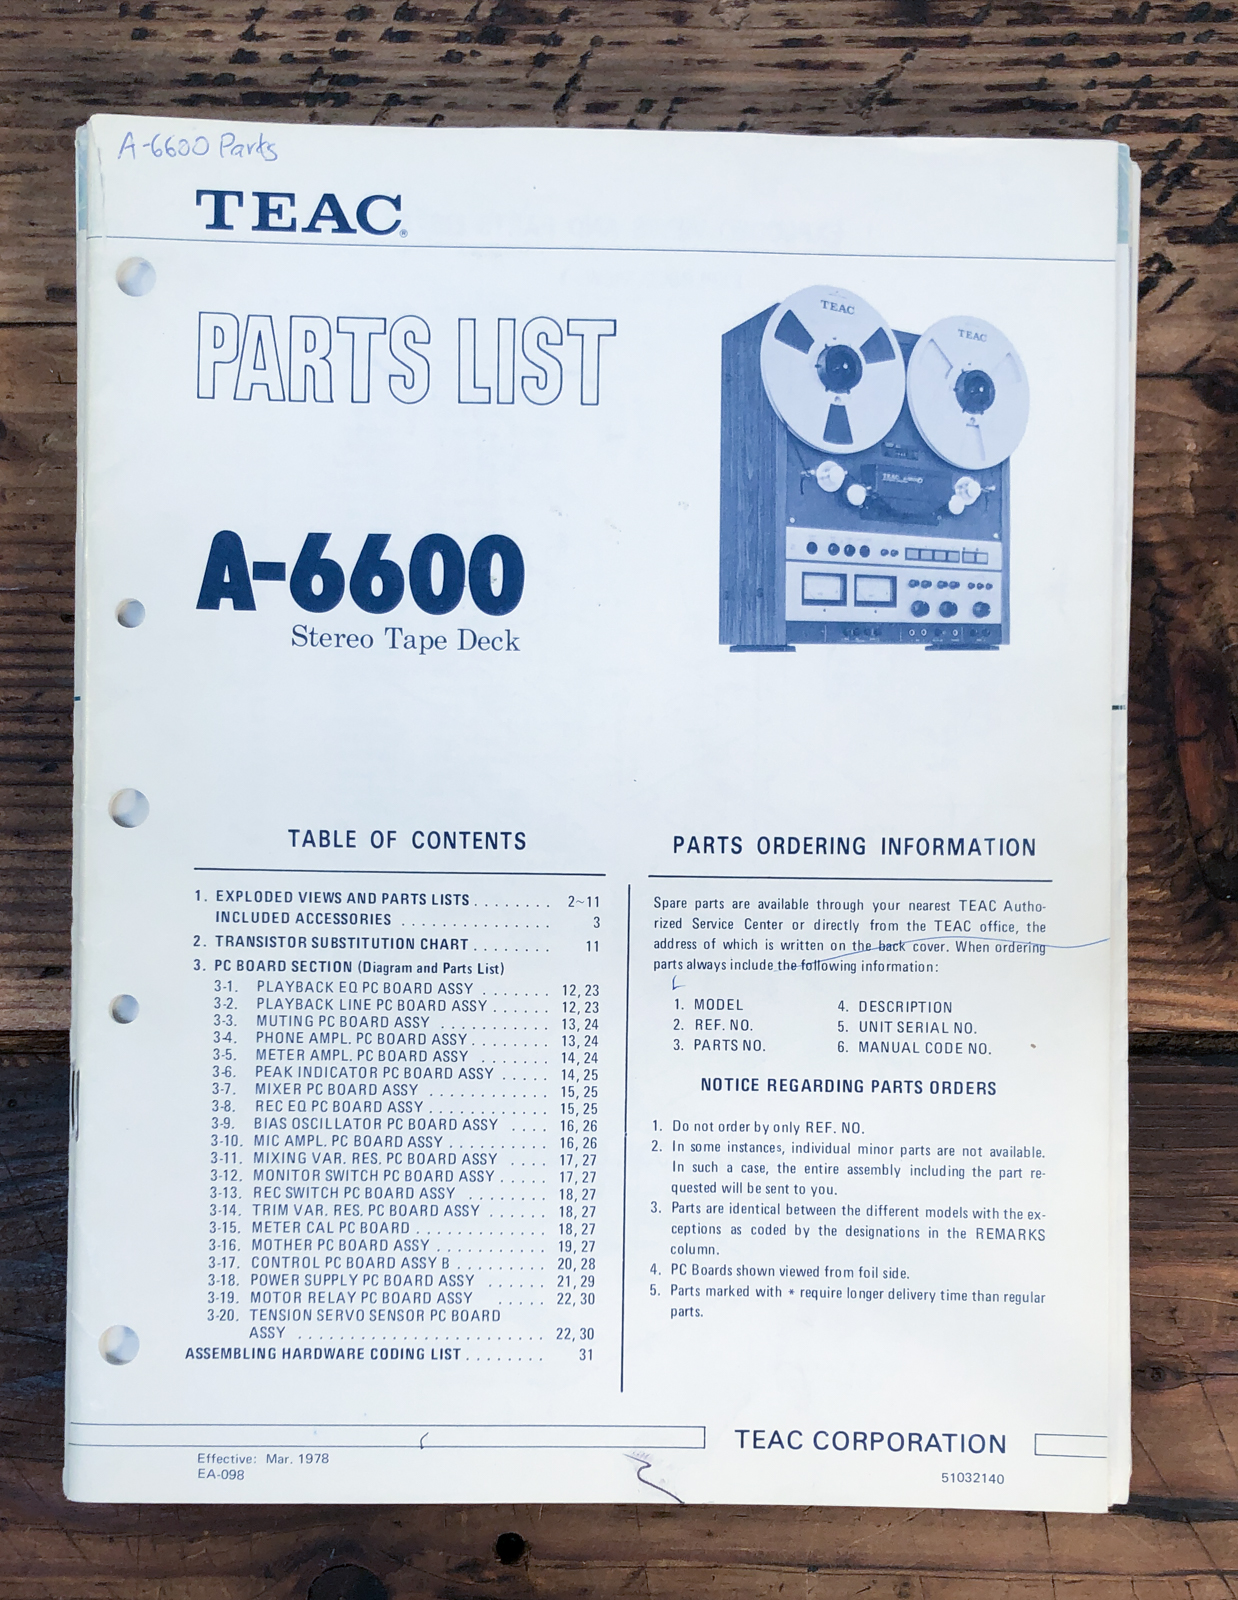 A-6600 Parts
TEAC®
PARTS LIST
TEAC
TEAC
TEAC
A-6600
Stereo Tape Deck
TABLE OF CONTENTS
1. EXPLODED VIEWS AND PARTS LISTS . . . . . . . . 2~11
INCLUDED ACCESSORIES . . . . . . . . . . . . . . . 3
2. TRANSISTOR SUBSTITUTION CHART . . . . . . . . 11
3. PC BOARD SECTION (Diagram and Parts List)
3-1. PLAYBACK EQ PC BOARD ASSY . . . . . . . 12, 23
3-2. PLAYBACK LINE PC BOARD ASSY . . . . . . 12, 23
3-3. MUTING PC BOARD ASSY . . . . . . . . . . . 13, 24
3-4. PHONE AMPL. PC BOARD ASSY . . . . . . . . 13, 24
3-5. METER AMPL. PC BOARD ASSY . . . . . . . 14, 24
3-6. PEAK INDICATOR PC BOARD ASSY . . . . . 14, 25
3-7. MIXER PC BOARD ASSY . . . . . . . . . . . . 15, 25
3-8. REC EQ PC BOARD ASSY . . . . . . . . . . . . 15, 25
3-9. BIAS OSCILLATOR PC BOARD ASSY . . . . 16, 26
3-10. MIC AMPL. PC BOARD ASSY . . . . . . . . . . 16, 26
3-11. MIXING VAR. RES. PC BOARD ASSY . . . . 17, 27
3-12. MONITOR SWITCH PC BOARD ASSY . . . . . 17, 27
3-13. REC SWITCH PC BOARD ASSY . . . . . . . . 18, 27
3-14. TRIM VAR. RES. PC BOARD ASSY . . . . . . 18, 27
3-15. METER CAL PC BOARD . . . . . . . . . . . . . 18, 27
3-16. MOTHER PC BOARD ASSY . . . . . . . . . . . 19, 27
3-17. CONTROL PC BOARD ASSY B . . . . . . . . . 20, 28
3-18. POWER SUPPLY PC BOARD ASSY . . . . . . 21, 29
3-19. MOTOR RELAY PC BOARD ASSY . . . . . 22, 30
3-20. TENSION SERVO SENSOR PC BOARD
ASSY . . . . . . . . . . . . . . . . . . . . . . . . . 22, 30
ASSEMBLING HARDWARE CODING LIST . . . . . . . . 31
PARTS ORDERING INFORMATION
Spare parts are available through your nearest TEAC Autho-
rized Service Center or directly from the TEAC office, the
address of which is written on the back cover. When ordering
parts always include the following information:
1. MODEL 4. DESCRIPTION
2. REF. NO. 5. UNIT SERIAL NO.
3. PARTS NO. 6. MANUAL CODE NO.
NOTICE REGARDING PARTS ORDERS
1. Do not order by only REF. NO.
2. In some instances, individual minor parts are not available.
In such a case, the entire assembly including the part re-
quested will be sent to you.
3. Parts are identical between the different models with the ex-
ceptions as coded by the designations in the REMARKS
column.
4. PC Boards shown viewed from foil side.
5. Parts marked with * require longer delivery time than regular
parts.
TEAC CORPORATION
Effective: Mar. 1978
EA-098
51032140